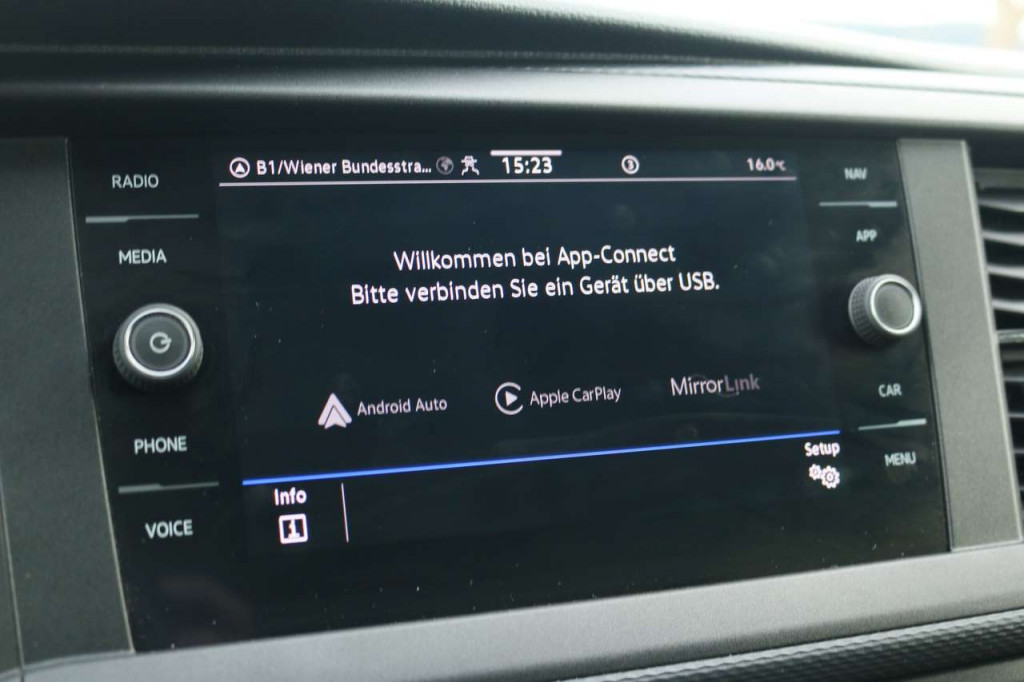 RADIO
MEDIA
PHONE
VOICE
B1/Wiener Bundesstra... 15:23 16.0°C
Willkommen bei App-Connect
Bitte verbinden Sie ein Gerät über USB.
Android Auto Apple CarPlay MirrorLink
Setup
Info
NAV
APP
CAR
MENU